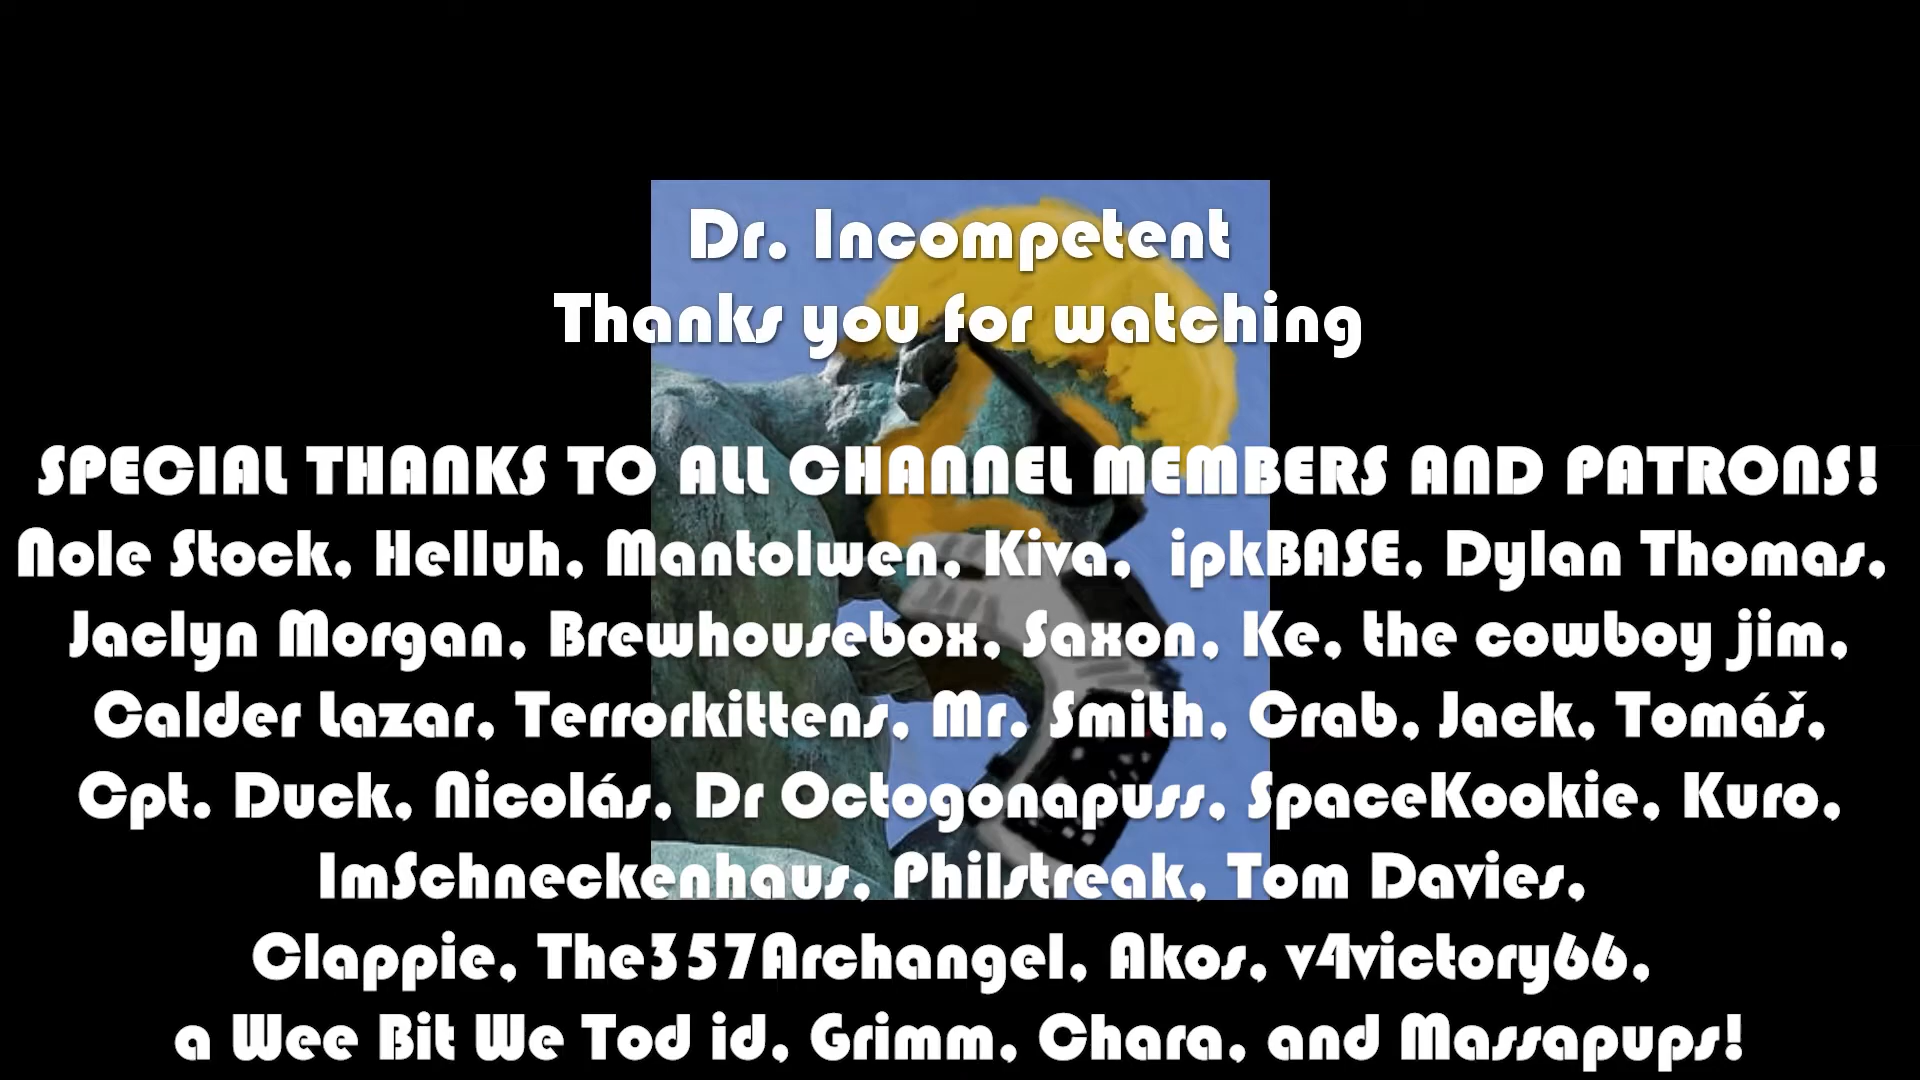 Dr. Incompetent
Thanks you for watching
SPECIAL THANKS TO ALL CHANNEL MEMBERS AND PATRONS!
Nole Stock, Helluh, Mantolwen, Kiva,  ipkBASE, Dylan Thomas,
Jaclyn Morgan, Brewhousebox, Saxon, Ke, the cowboy jim,
Calder Lazar, Terrorkittens, Mr. Smith, Crab, Jack, Tomáš,
Cpt. Duck, Nicolás, Dr Octogonapuss, SpaceKookie, Kuro,
ImSchneckenhaus, Philstreak, Tom Davies,
Clappie, The357Archangel, Akos, v4victory66,
a Wee Bit We Tod id, Grimm, Chara, and Massapups!